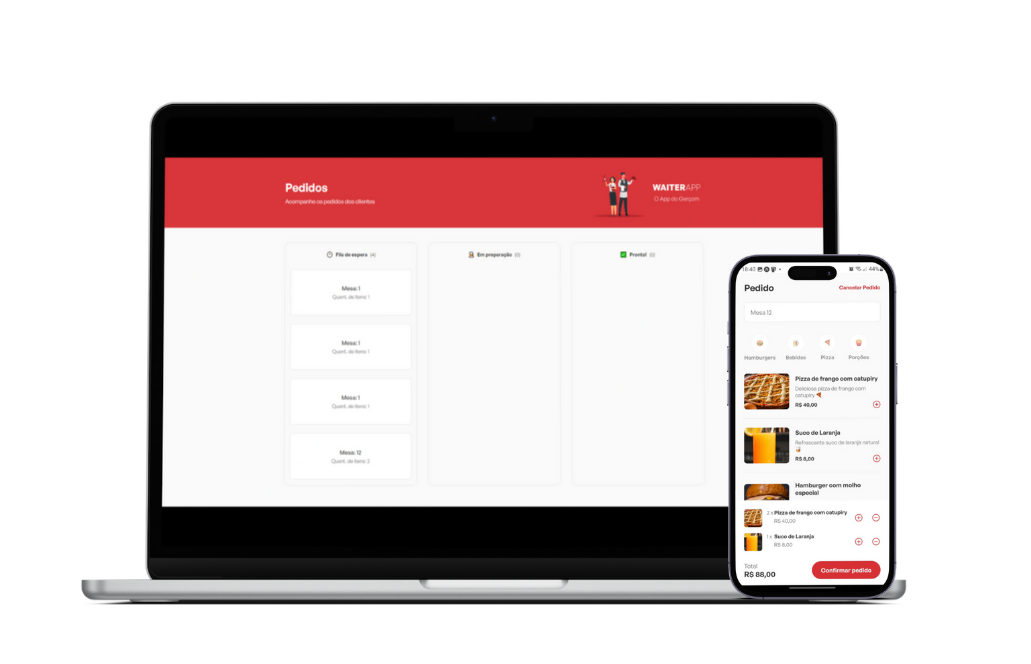 Pedidos
Acompanhe os pedidos dos clientes
WAITERAPP
O App do Garçom
Fila de espera (4)
Mesa: 1
Quant. de itens: 1
Mesa: 1
Quant. de itens: 1
Mesa: 1
Quant. de itens: 1
Mesa: 12
Quant. de itens: 2
Em preparação (0)
Pronto! (0)
18:40
44%
Pedido
Cancelar Pedido
Mesa 12
Hamburgers
Bebidas
Pizza
Porções
Pizza de frango com catupiry
Deliciosa pizza de frango com
catupiry
R$ 40,00
Suco de Laranja
Refrescante suco de laranja natural
R$ 8,00
Hamburger com molho
especial
2 x Pizza de frango com catupiry
R$ 40,00
1 x Suco de Laranja
R$ 8,00
Total
R$ 88,00
Confirmar pedido